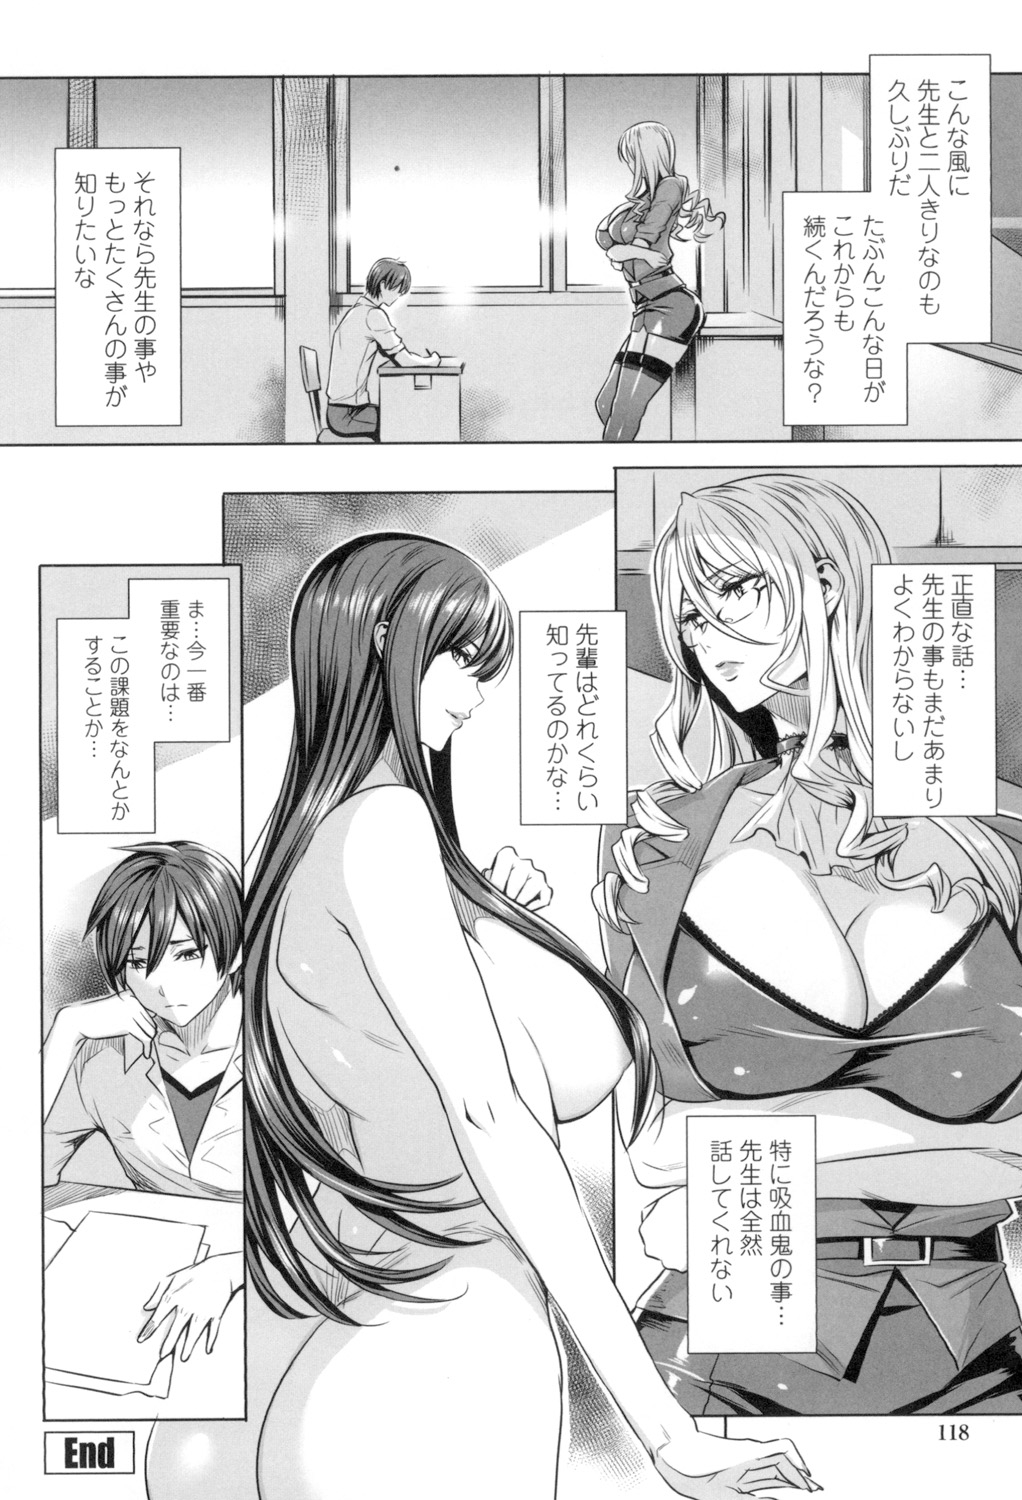 こんな風に
先生と二人きりなのも
久しぶりだ
たぶんこんな日が
これからも
続くんだろうな?
それなら先生の事や
もっとたくさんの事が
知りたいな
正直な話…
先生の事もまだあまり
よくわからないし
特に吸血鬼の事…
先生は全然
話してくれない
先輩はどれくらい
知ってるのかな…
ま…今一番
重要なのは…
この課題をなんとか
することか…
End
118